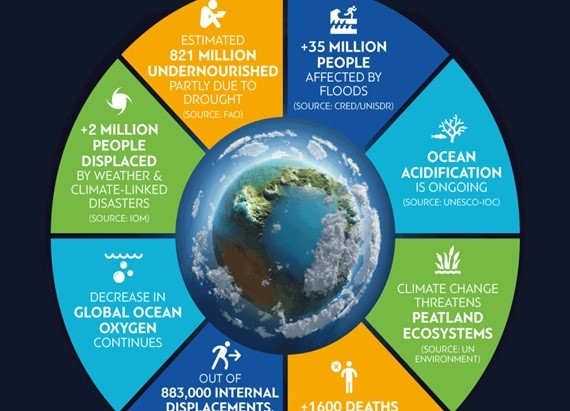 ESTIMATED
821 MILLION
UNDERNOURISHED
PARTLY DUE TO
DROUGHT
(SOURCE: FAO)
+35 MILLION
PEOPLE
AFFECTED BY
FLOODS
(SOURCE: CRED/UNISDR)
OCEAN
ACIDIFICATION
IS ONGOING
(SOURCE: UNESCO-IOC)
CLIMATE CHANGE
THREATENS
PEATLAND
ECOSYSTEMS
(SOURCE: UN
ENVIRONMENT)
+1600 DEATHS
OUT OF
883,000 INTERNAL
DISPLACEMENTS,
DECREASE IN
GLOBAL OCEAN
OXYGEN
CONTINUES
+2 MILLION
PEOPLE
DISPLACED
BY WEATHER &
CLIMATE-LINKED
DISASTERS
(SOURCE: IOM)